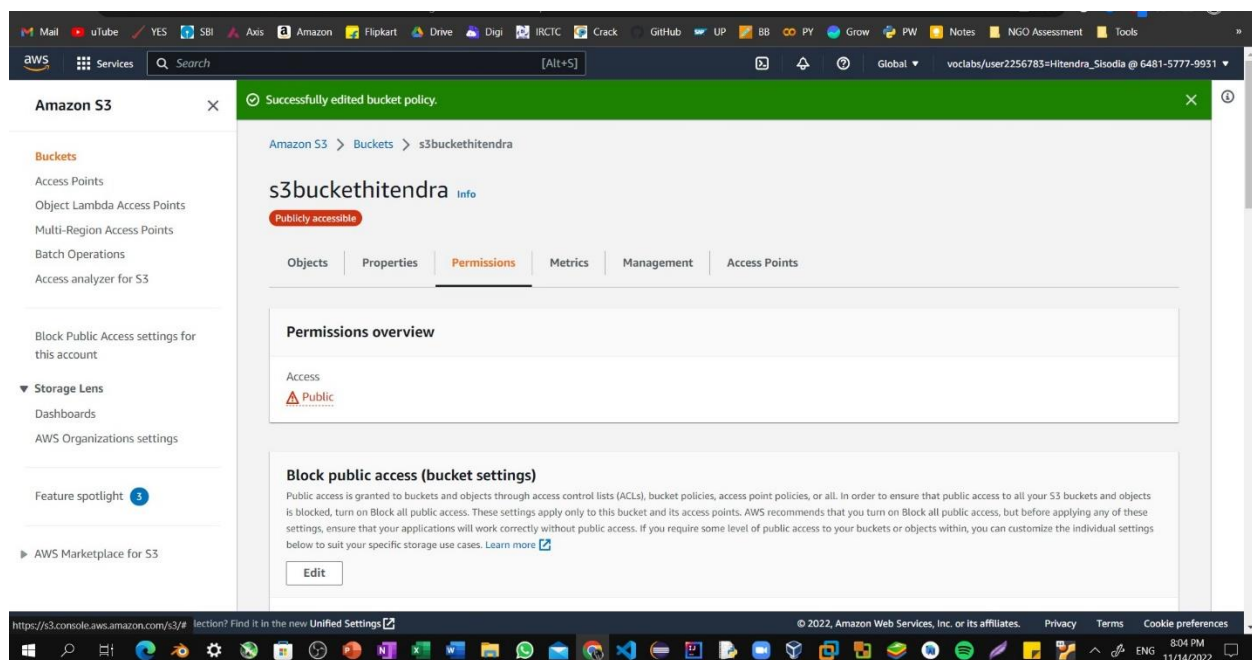 Mail uTube YES SBI Axis Amazon Flipkart Drive Digi IRCTC Crack GitHub UP BB PY Grow PW Notes NGO Assessment Tools »
aws Services Search [Alt+S] Global ▼ voclabs/user2256783=Hitendra_Sisodia @ 6481-5777-9931 ▼
Amazon S3
Successfully edited bucket policy.
Buckets
Access Points
Object Lambda Access Points
Multi-Region Access Points
Batch Operations
Access analyzer for S3
Block Public Access settings for
this account
▼ Storage Lens
Dashboards
AWS Organizations settings
Feature spotlight 3
▶ AWS Marketplace for S3
Amazon S3 > Buckets > s3buckethitendra
s3buckethitendra Info
Publicly accessible
Objects Properties Permissions Metrics Management Access Points
Permissions overview
Access
Public
Block public access (bucket settings)
Public access is granted to buckets and objects through access control lists (ACLs), bucket policies, access point policies, or all. In order to ensure that public access to all your S3 buckets and objects
is blocked, turn on Block all public access. These settings apply only to this bucket and its access points. AWS recommends that you turn on Block all public access, but before applying any of these
settings, ensure that your applications will work correctly without public access. If you require some level of public access to your buckets or objects within, you can customize the individual settings
below to suit your specific storage use cases. Learn more
Edit
https://s3.console.aws.amazon.com/s3/# lection? Find it in the new Unified Settings © 2022, Amazon Web Services, Inc. or its affiliates. Privacy Terms Cookie preferences
ENG 8:04 PM
11/14/2022